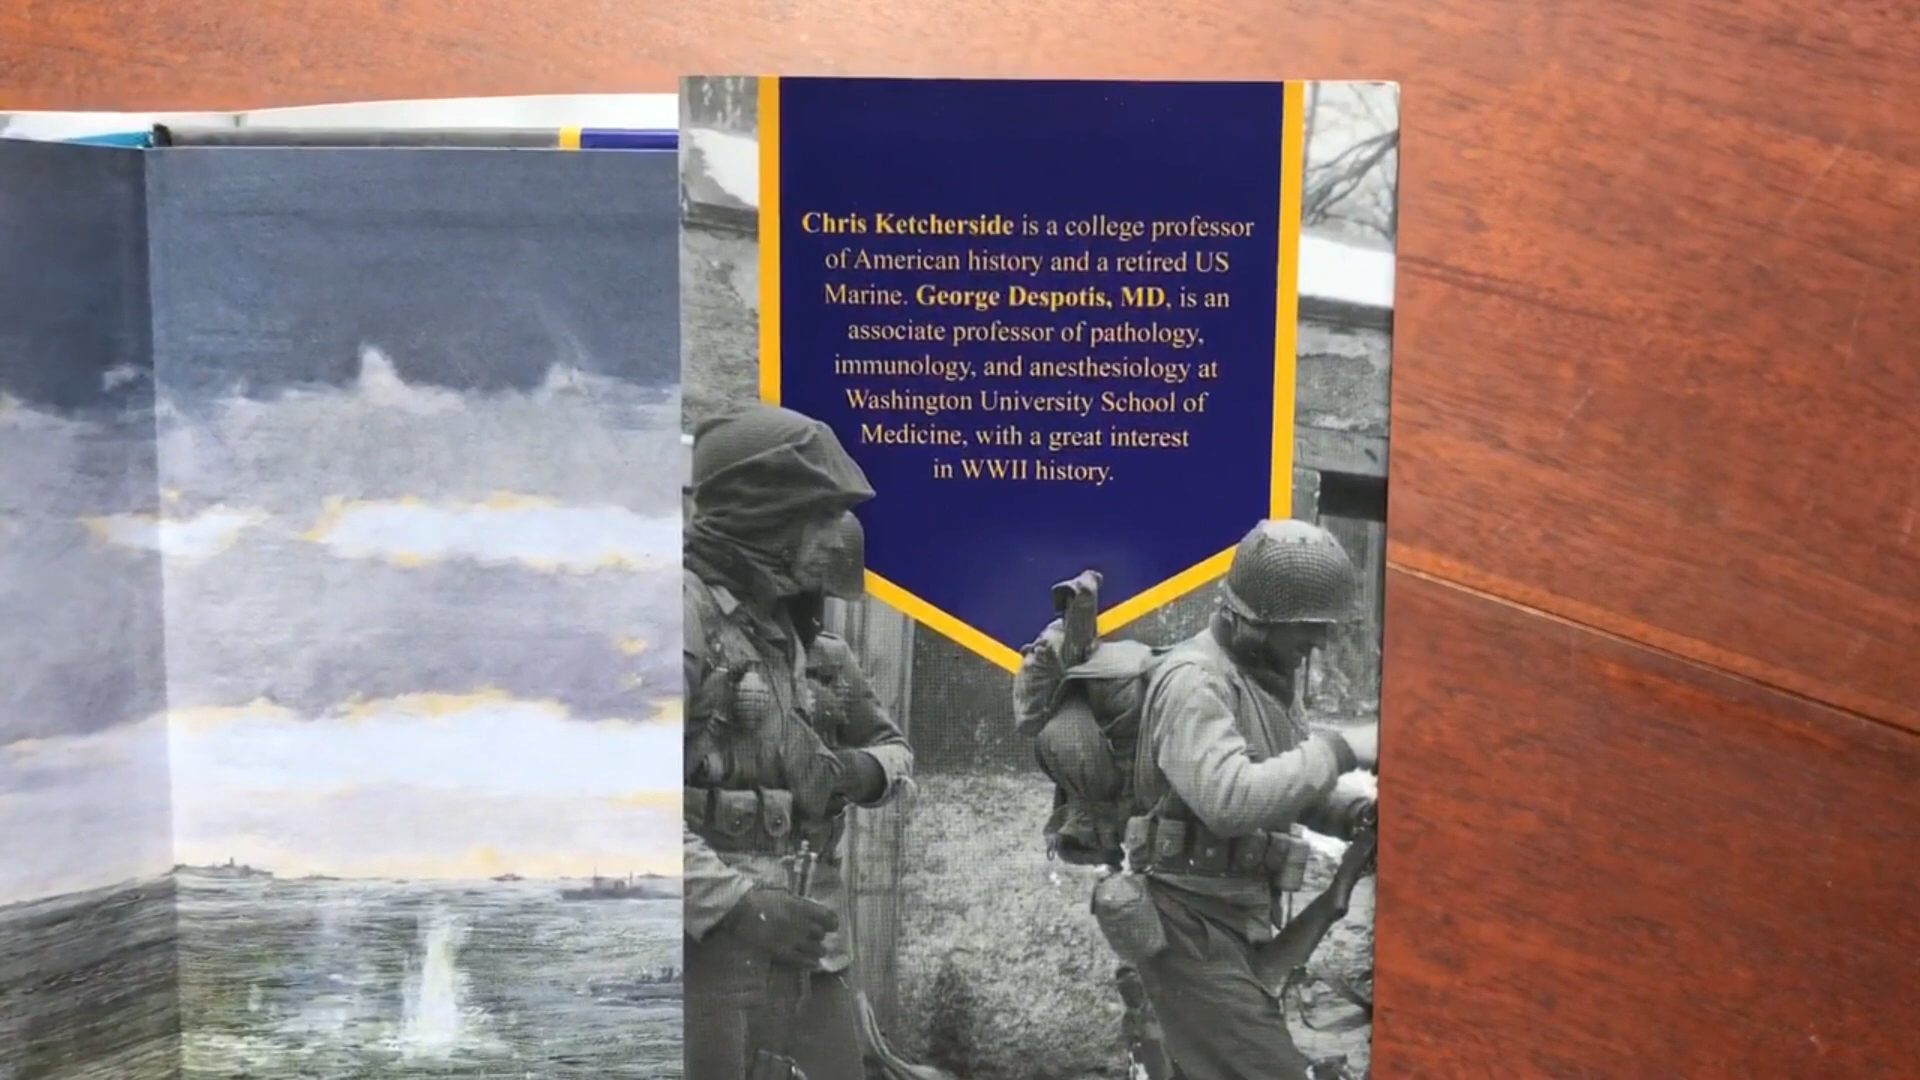 Chris Ketcherside is a college professor
of American history and a retired US
Marine. George Despotis, MD, is an
associate professor of pathology,
immunology, and anesthesiology at
Washington University School of
Medicine, with a great interest
in WWII history.